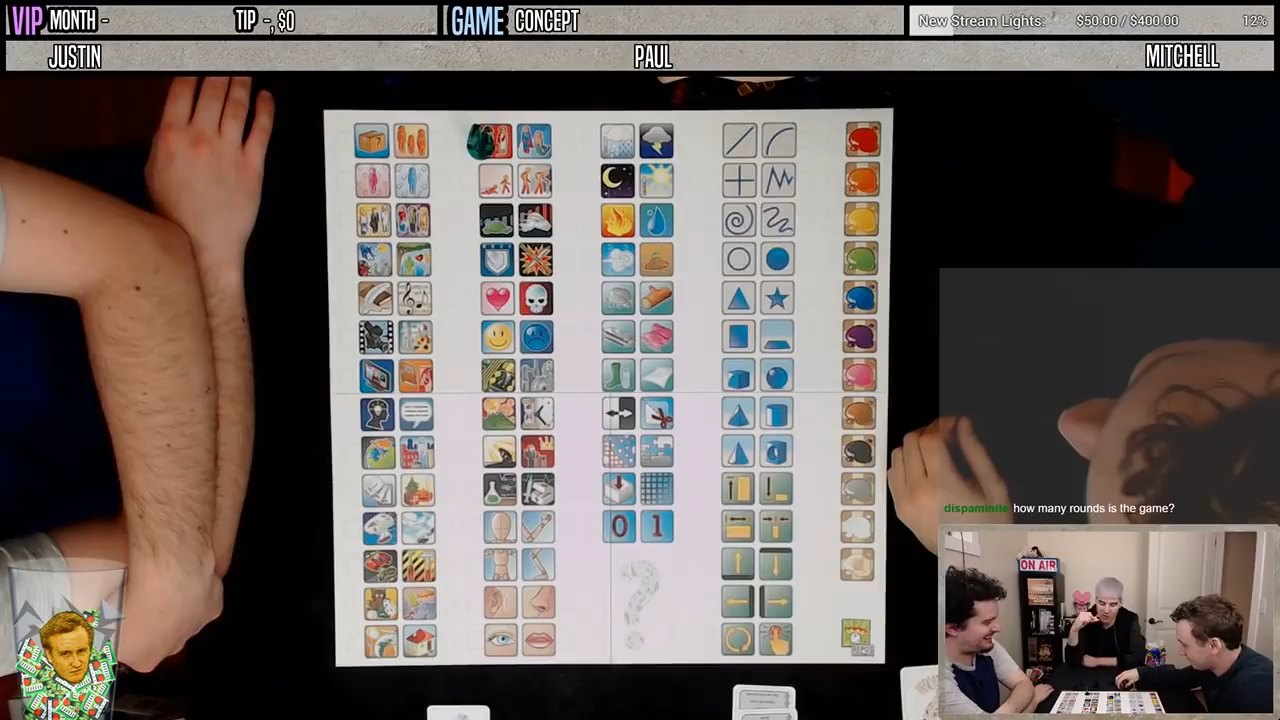 VIP MONTH - TIP -, $0 GAME CONCEPT New Stream Lights: $50.00 / $400.00 12%
JUSTIN PAUL MITCHELL
0 1
?
dispaminite how many rounds is the game?
ON AIR